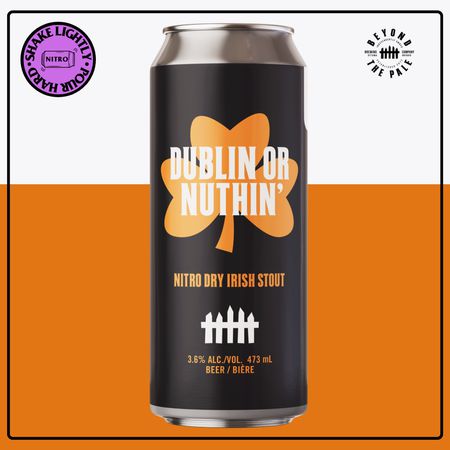 SHAKE LIGHTLY
NITRO
POUR HARD
BEYOND
THE PALE
DUBLIN OR
NUTHIN'
NITRO DRY IRISH STOUT
3.6% ALC./VOL. 473 mL
BEER / BIÈRE